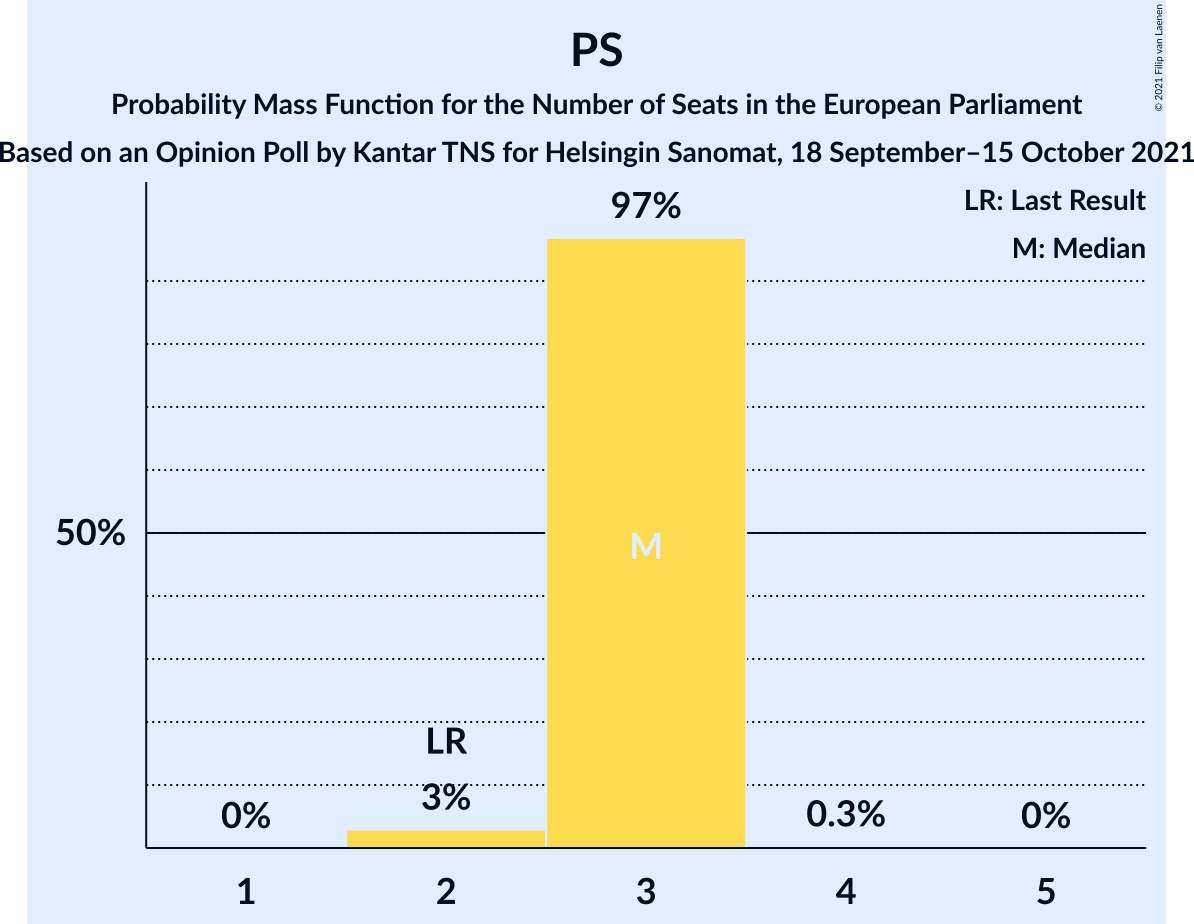 PS
© 2021 Filip van Laenen
Probability Mass Function for the Number of Seats in the European Parliament
Based on an Opinion Poll by Kantar TNS for Helsingin Sanomat, 18 September–15 October 2021
LR: Last Result
M: Median
97%
50%
M
LR
3%
0%
0.3%
0%
1 2 3 4 5